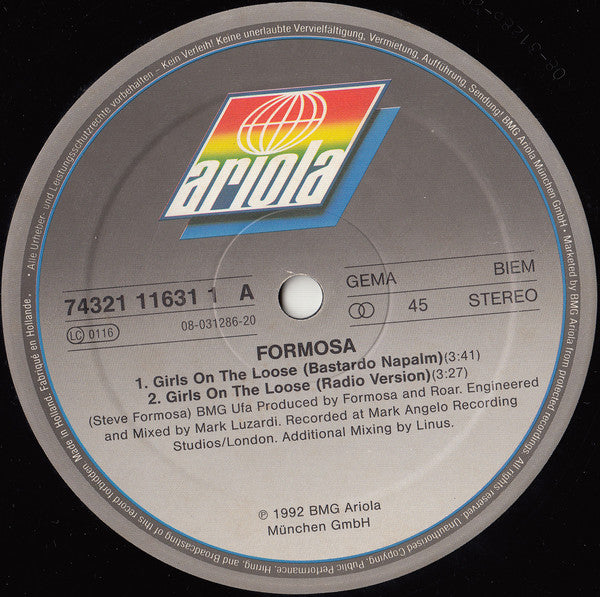 • Alle Urheber- und Leistungsschutzrechte vorbehalten – Kein Verleih! Keine unerlaubte Vervielfältigung, Vermietung, Aufführung, Sendung! BMG Ariola München GmbH •
Marketed by BMG Ariola from protected recordings. All rights reserved. Unauthorised Copying, Public Performance, Hiring, and Broadcasting of this record forbidden. Made in Holland. Fabriqué en Hollande.
ariola
74321 11631 1 A
LC 0116
08-031286-20
GEMA BIEM
45 STEREO
FORMOSA
1. Girls On The Loose (Bastardo Napalm)(3:41)
2. Girls On The Loose (Radio Version)(3:27)
(Steve Formosa) BMG Ufa Produced by Formosa and Roar. Engineered
and Mixed by Mark Luzardi. Recorded at Mark Angelo Recording
Studios/London. Additional Mixing by Linus.
℗ 1992 BMG Ariola
München GmbH